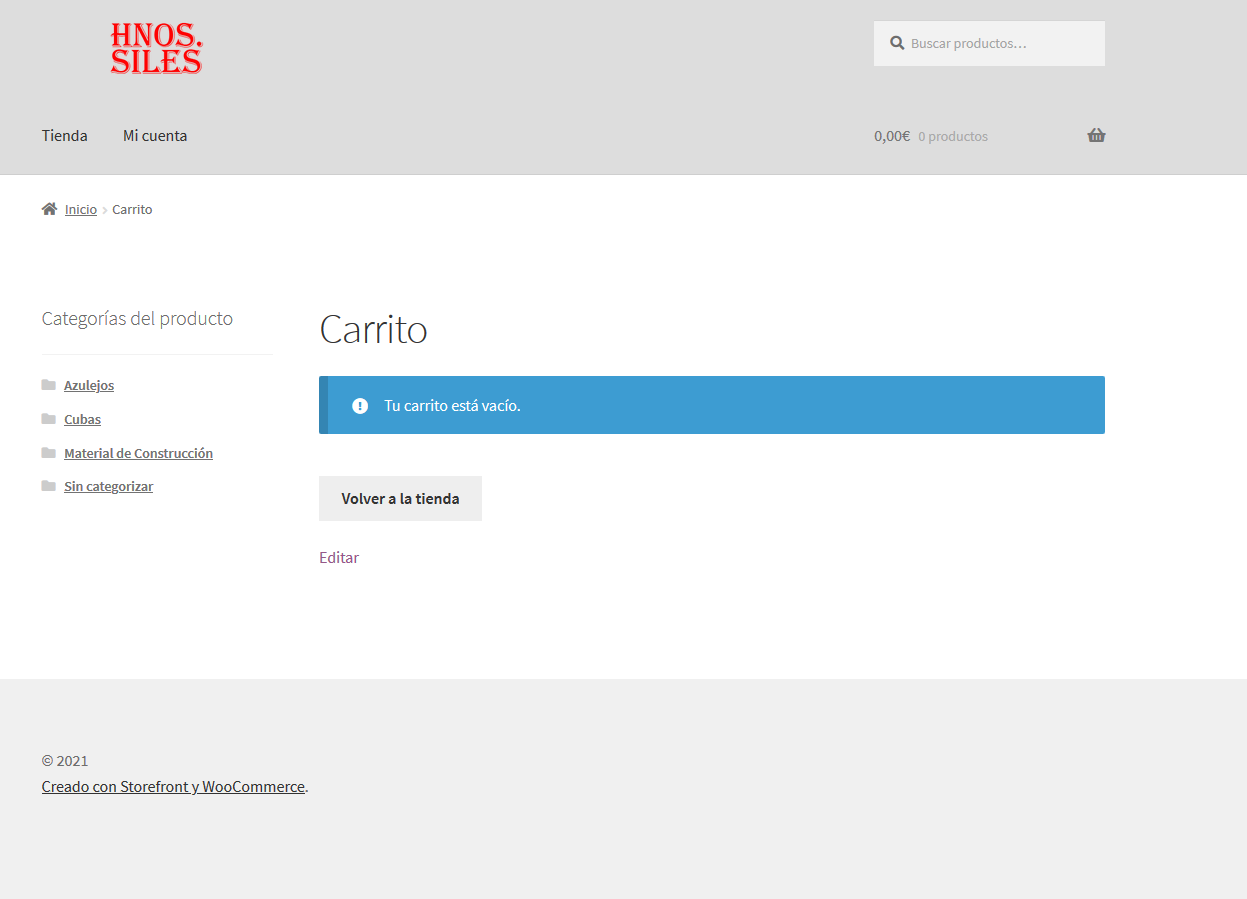 HNOS.
SILES
Buscar productos...
Tienda
Mi cuenta
0,00€ 0 productos
Inicio
Carrito
Categorías del producto
Azulejos
Cubas
Material de Construcción
Sin categorizar
Carrito
Tu carrito está vacío.
Volver a la tienda
Editar
© 2021
Creado con Storefront y WooCommerce.